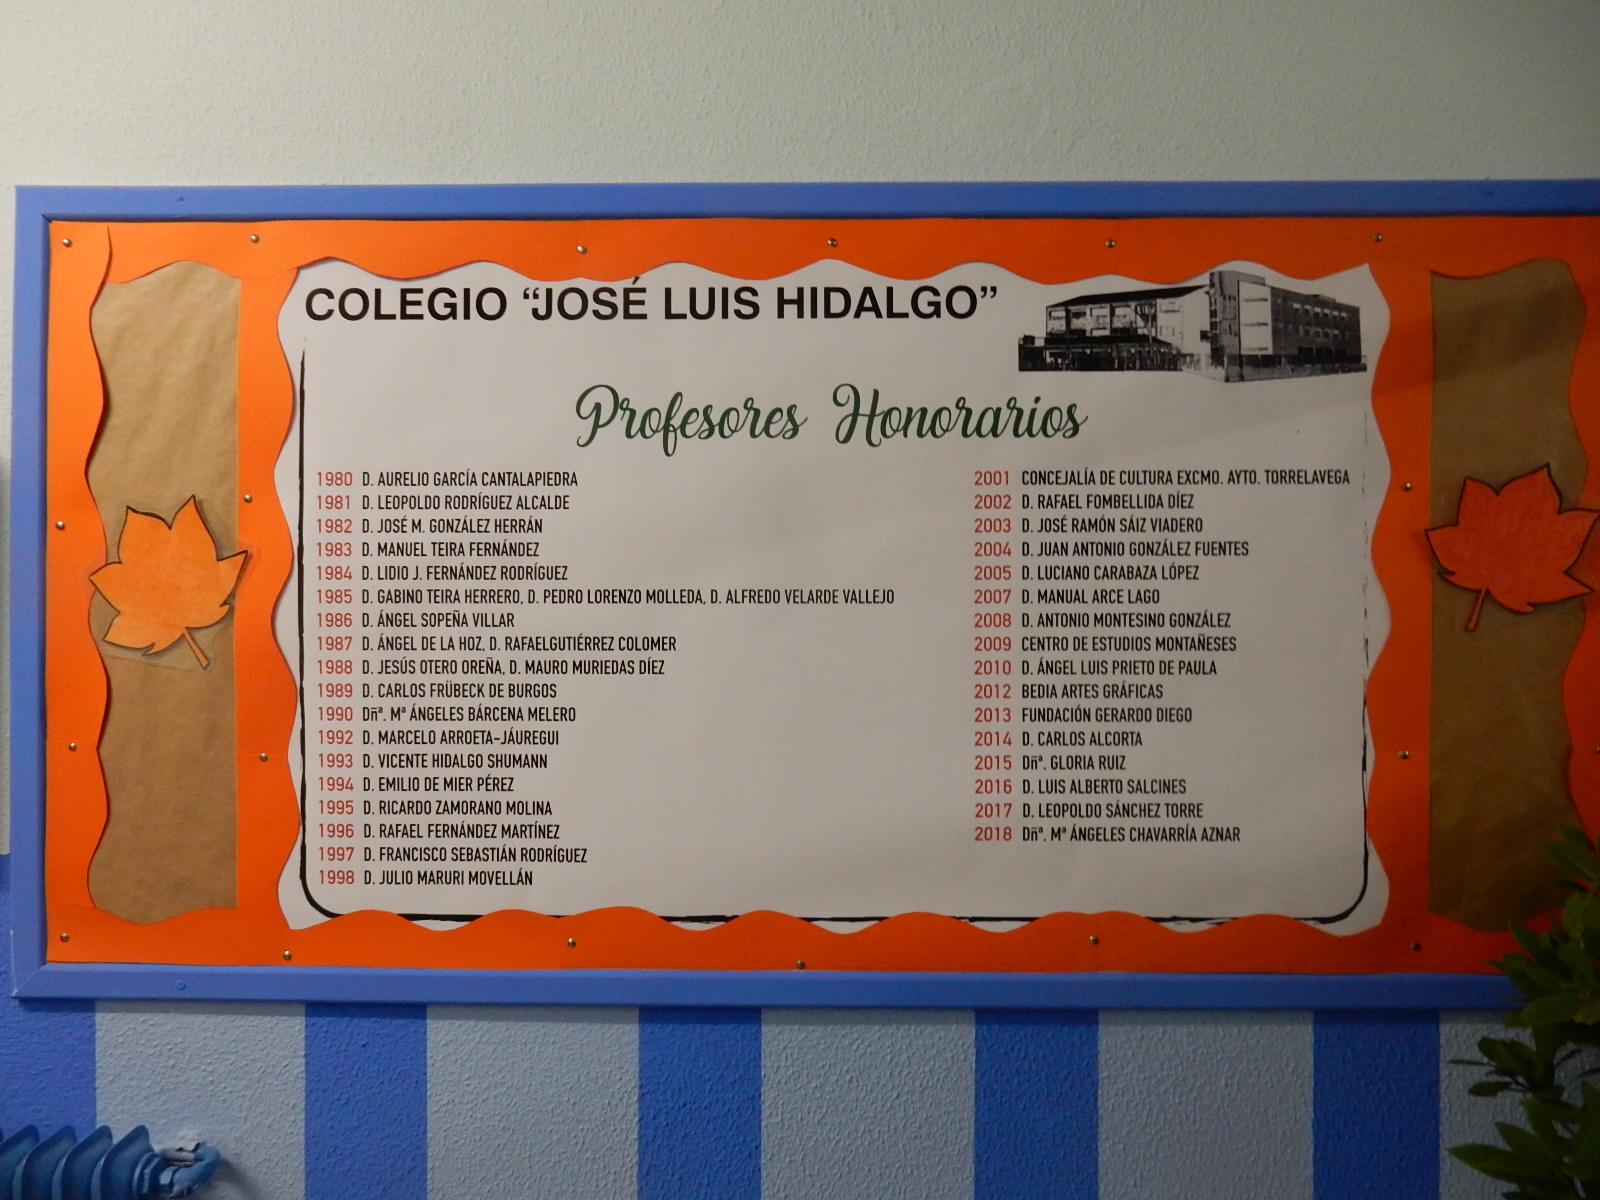 COLEGIO “JOSÉ LUIS HIDALGO”
Profesores Honorarios
1980 D. AURELIO GARCÍA CANTALAPIEDRA
1981 D. LEOPOLDO RODRÍGUEZ ALCALDE
1982 D. JOSÉ M. GONZÁLEZ HERRÁN
1983 D. MANUEL TEIRA FERNÁNDEZ
1984 D. LIDIO J. FERNÁNDEZ RODRÍGUEZ
1985 D. GABINO TEIRA HERRERO, D. PEDRO LORENZO MOLLEDA, D. ALFREDO VELARDE VALLEJO
1986 D. ÁNGEL SOPEÑA VILLAR
1987 D. ÁNGEL DE LA HOZ, D. RAFAELGUTIÉRREZ COLOMER
1988 D. JESÚS OTERO OREÑA, D. MAURO MURIEDAS DÍEZ
1989 D. CARLOS FRÜBECK DE BURGOS
1990 Dñª. Mª ÁNGELES BÁRCENA MELERO
1992 D. MARCELO ARROETA-JÁUREGUI
1993 D. VICENTE HIDALGO SHUMANN
1994 D. EMILIO DE MIER PÉREZ
1995 D. RICARDO ZAMORANO MOLINA
1996 D. RAFAEL FERNÁNDEZ MARTÍNEZ
1997 D. FRANCISCO SEBASTIÁN RODRÍGUEZ
1998 D. JULIO MARURI MOVELLÁN
2001 CONCEJALÍA DE CULTURA EXCMO. AYTO. TORRELAVEGA
2002 D. RAFAEL FOMBELLIDA DÍEZ
2003 D. JOSÉ RAMÓN SÁIZ VIADERO
2004 D. JUAN ANTONIO GONZÁLEZ FUENTES
2005 D. LUCIANO CARABAZA LÓPEZ
2007 D. MANUAL ARCE LAGO
2008 D. ANTONIO MONTESINO GONZÁLEZ
2009 CENTRO DE ESTUDIOS MONTAÑESES
2010 D. ÁNGEL LUIS PRIETO DE PAULA
2012 BEDIA ARTES GRÁFICAS
2013 FUNDACIÓN GERARDO DIEGO
2014 D. CARLOS ALCORTA
2015 Dñª. GLORIA RUIZ
2016 D. LUIS ALBERTO SALCINES
2017 D. LEOPOLDO SÁNCHEZ TORRE
2018 Dñª. Mª ÁNGELES CHAVARRÍA AZNAR